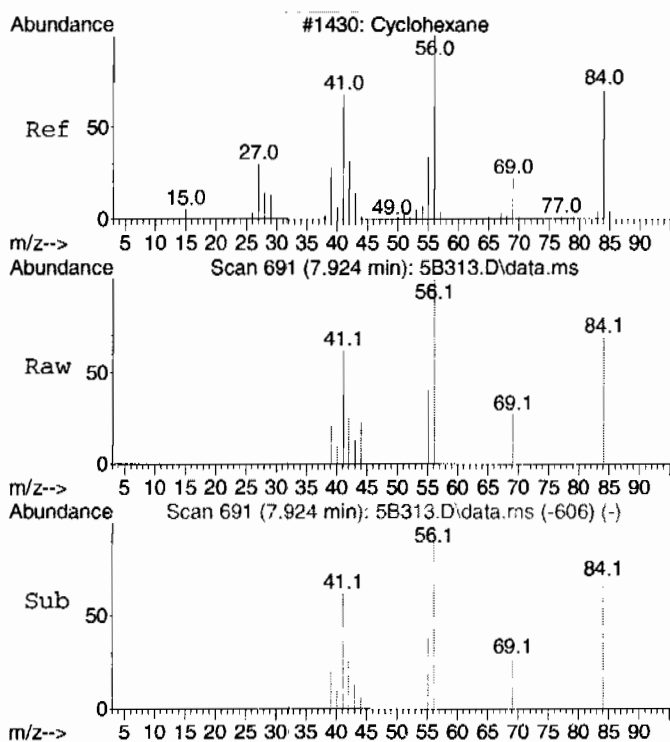 Abundance #1430: Cyclohexane
56.0
84.0
41.0
Ref 50
27.0
69.0
15.0 49.0 77.0
0
m/z--> 5 10 15 20 25 30 35 40 45 50 55 60 65 70 75 80 85 90
Abundance Scan 691 (7.924 min): 5B313.D\data.ms
56.1
41.1 84.1
Raw 50
69.1
0
m/z--> 5 10 15 20 25 30 35 40 45 50 55 60 65 70 75 80 85 90
Abundance Scan 691 (7.924 min): 5B313.D\data.ms (-606) (-)
56.1
84.1
41.1
Sub 50
69.1
0
m/z--> 5 10 15 20 25 30 35 40 45 50 55 60 65 70 75 80 85 90